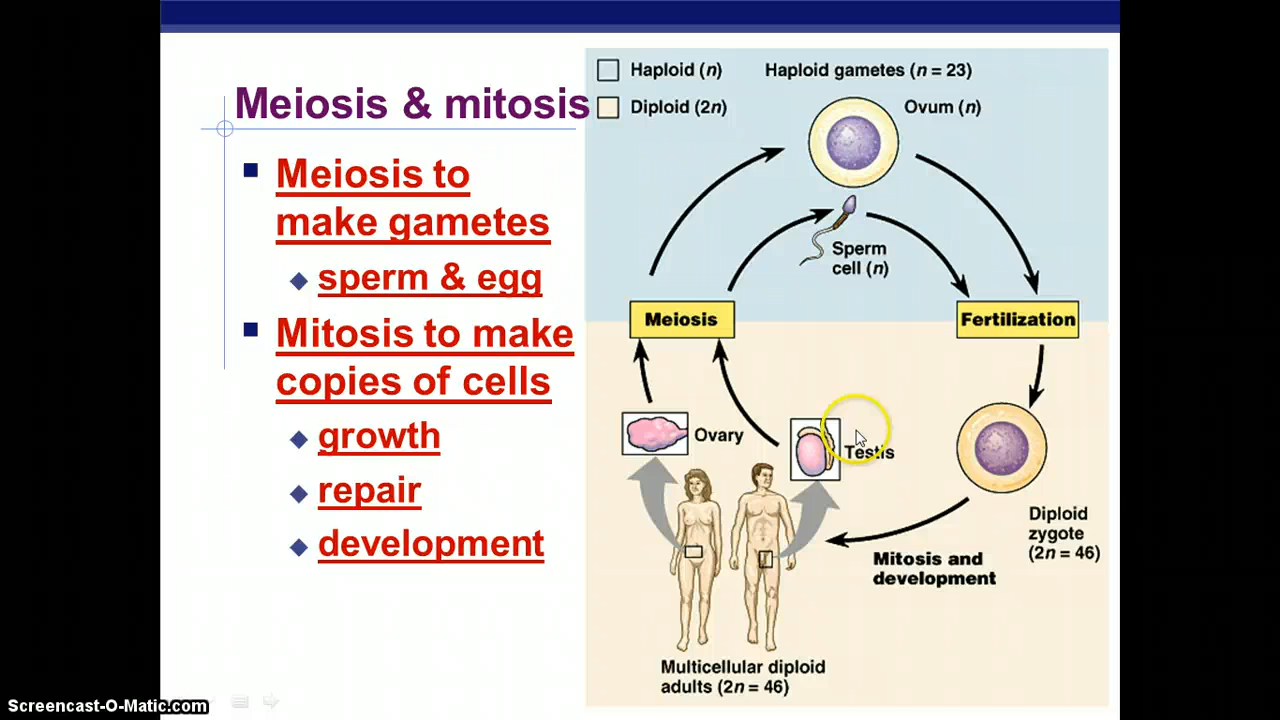 Meiosis & mitosis
Meiosis to
make gametes
sperm & egg
Mitosis to make
copies of cells
growth
repair
development
Haploid (n)
Diploid (2n)
Haploid gametes (n = 23)
Ovum (n)
Sperm
cell (n)
Meiosis
Fertilization
Ovary
Testis
Diploid
zygote
(2n = 46)
Mitosis and
development
Multicellular diploid
adults (2n = 46)
Screencast-O-Matic.com